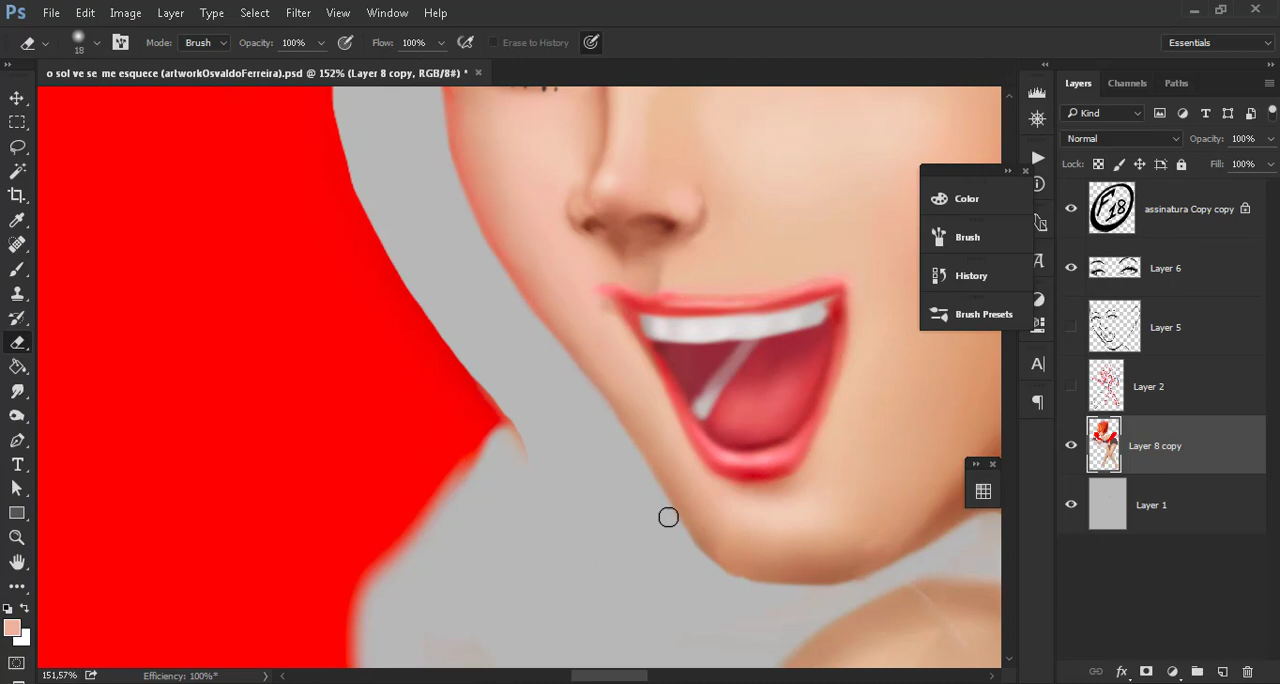 Ps File Edit Image Layer Type Select Filter View Window Help
18 Mode: Brush Opacity: 100% Flow: 100% Erase to History Essentials
o sol ve se me esquece (artworkOsvaldoFerreira).psd @ 152% (Layer 8 copy, RGB/8#) *
Layers Channels Paths
Kind
Normal Opacity: 100%
Lock: Fill: 100%
F18 assinatura Copy copy
Layer 6
Layer 5
Layer 2
Layer 8 copy
Layer 1
Color
Brush
History
Brush Presets
151,57% Efficiency: 100%*